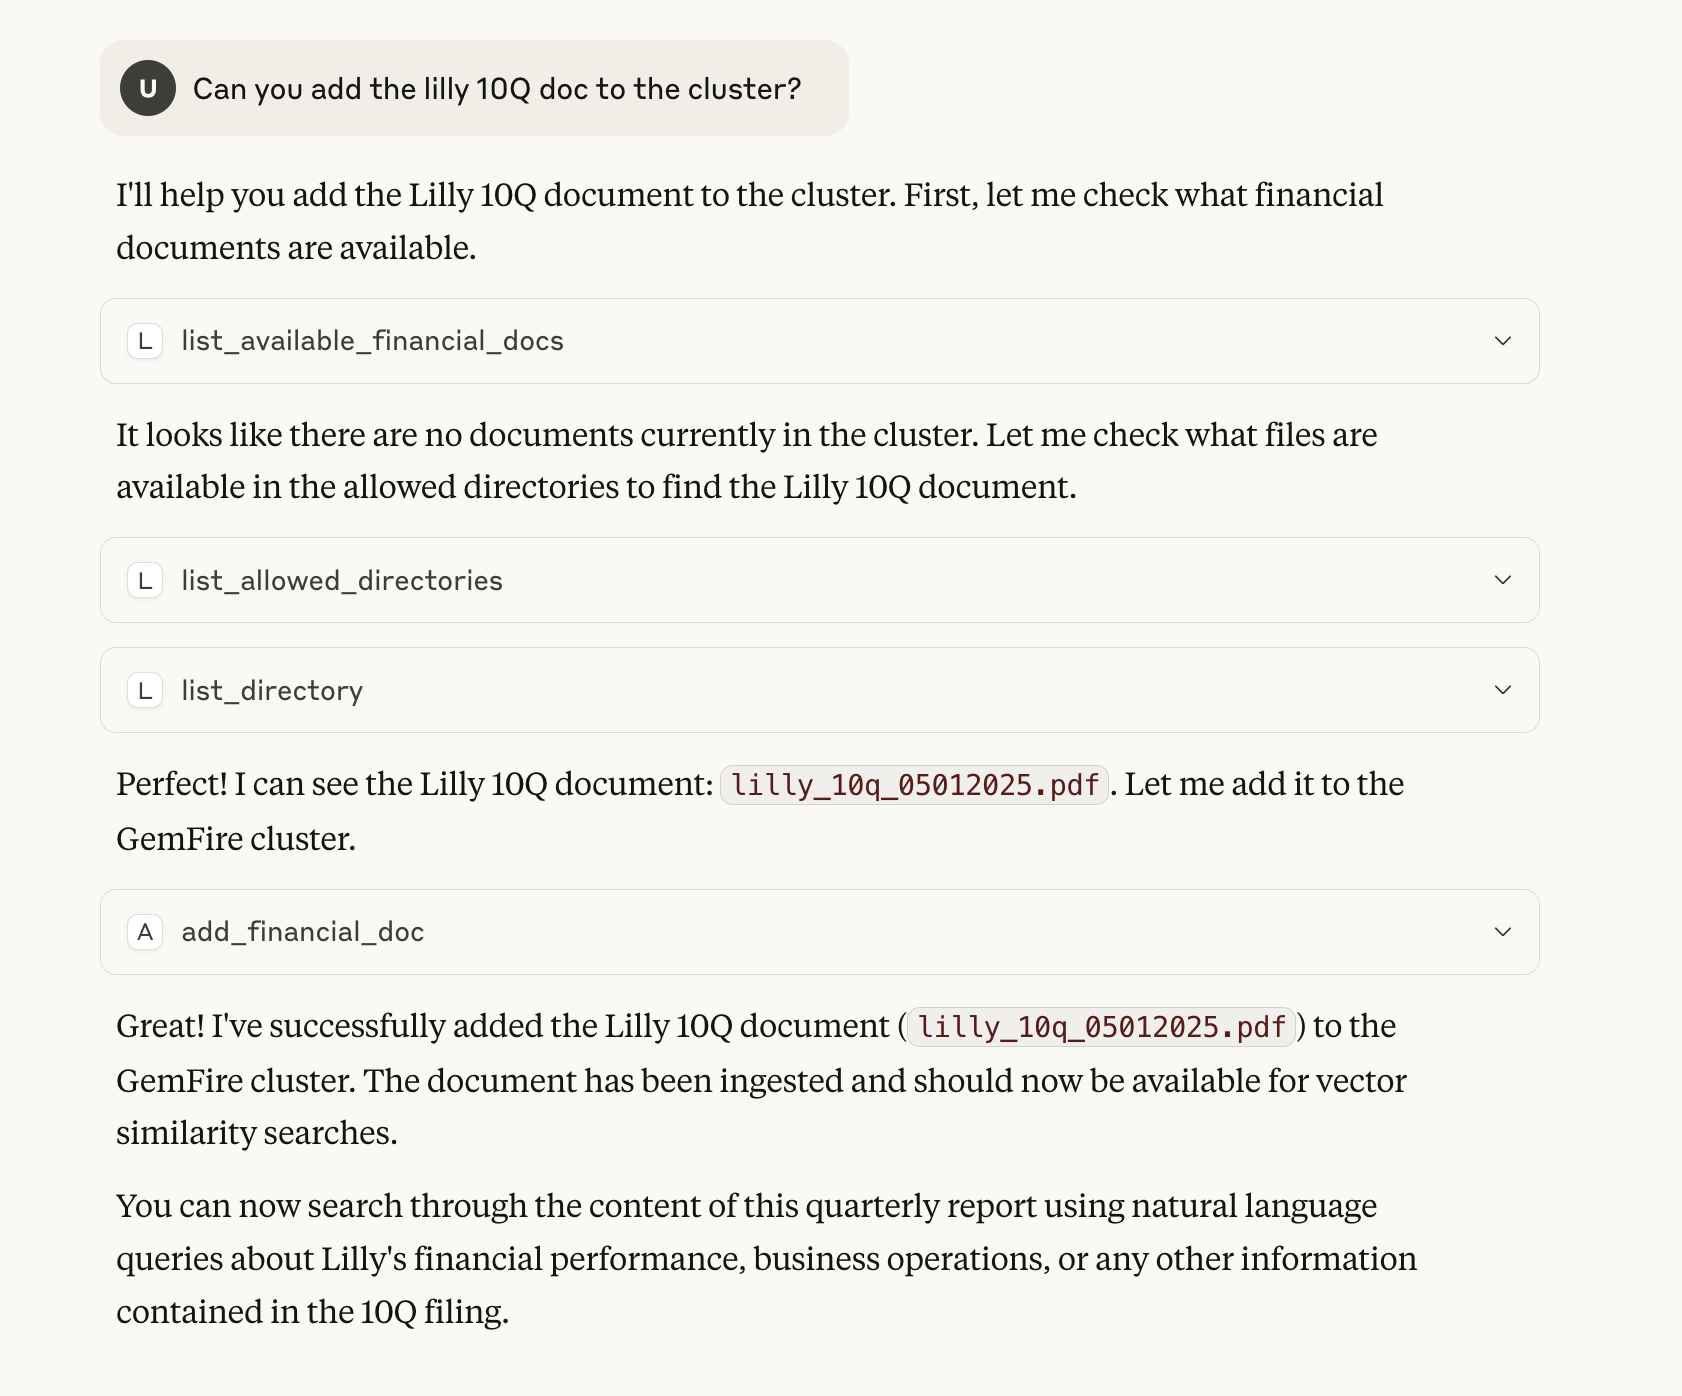 U
Can you add the lilly 10Q doc to the cluster?
I'll help you add the Lilly 10Q document to the cluster. First, let me check what financial
documents are available.
L
list_available_financial_docs
It looks like there are no documents currently in the cluster. Let me check what files are
available in the allowed directories to find the Lilly 10Q document.
L
list_allowed_directories
L
list_directory
Perfect! I can see the Lilly 10Q document: lilly_10q_05012025.pdf. Let me add it to the
GemFire cluster.
A
add_financial_doc
Great! I've successfully added the Lilly 10Q document (lilly_10q_05012025.pdf) to the
GemFire cluster. The document has been ingested and should now be available for vector
similarity searches.
You can now search through the content of this quarterly report using natural language
queries about Lilly's financial performance, business operations, or any other information
contained in the 10Q filing.